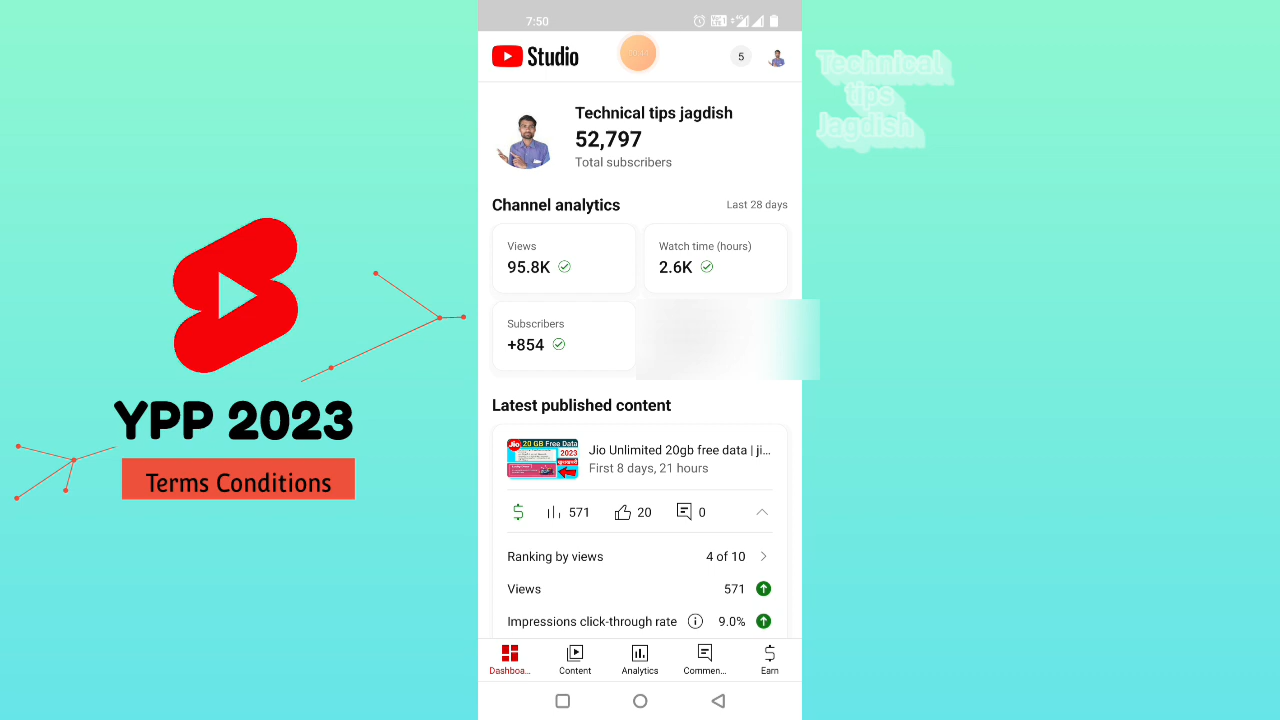 7:50
Studio
5
Technical tips jagdish
52,797
Total subscribers
Channel analytics
Last 28 days
Views
95.8K
Watch time (hours)
2.6K
Subscribers
+854
Latest published content
Jio 20 GB Free Data
2023
Jio Unlimited 20gb free data | ji...
First 8 days, 21 hours
571
20
0
Ranking by views
4 of 10
Views
571
Impressions click-through rate
9.0%
Dashboa...
Content
Analytics
Commen...
Earn
YPP 2023
Terms Conditions
Technical
tips
Jagdish